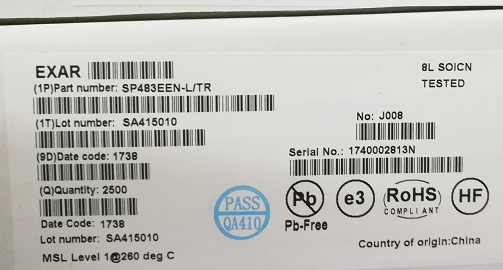 EXAR
8L SOICN
TESTED
(1P)Part number: SP483EEN-L/TR
(1T)Lot number: SA415010
No: J008
(9D)Date code: 1738
Serial No.: 1740002813N
(Q)Quantity: 2500
PASS
QA410
Pb
Pb-Free
e3
RoHS
COMPLIANT
HF
Date Code: 1738
Lot number: SA415010
MSL Level 1@260 deg C
Country of origin:China